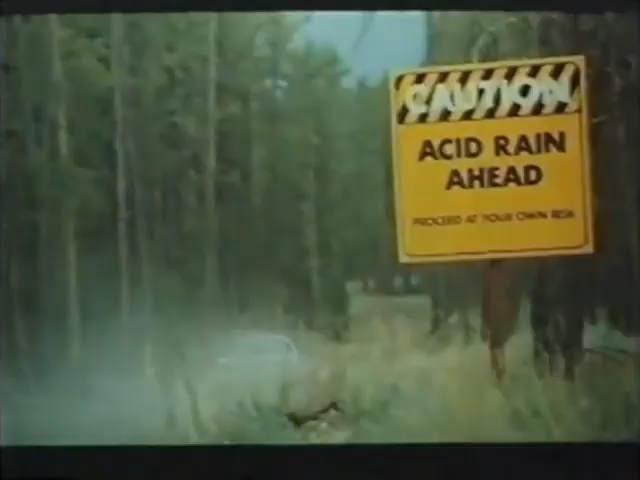 CAUTION
ACID RAIN
AHEAD
PROCEED AT YOUR OWN RISK